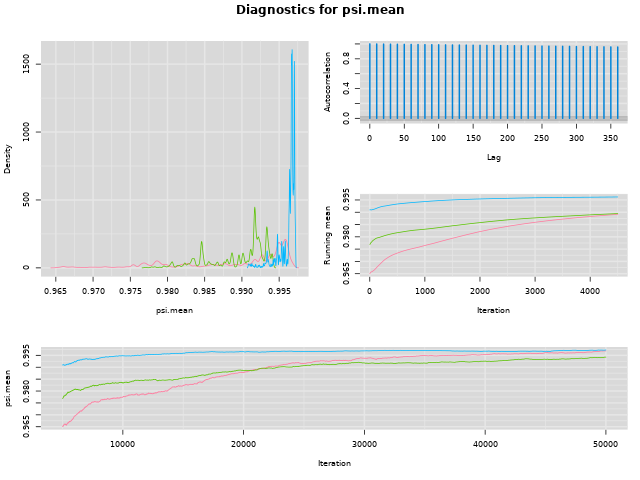 Diagnostics for psi.mean
Density
0 500 1000 1500
0.965 0.970 0.975 0.980 0.985 0.990 0.995
psi.mean
Autocorrelation
0.0 0.4 0.8
0 50 100 150 200 250 300 350
Lag
Running mean
0.965 0.980 0.995
0 1000 2000 3000 4000
Iteration
psi.mean
0.965 0.980 0.995
10000 20000 30000 40000 50000
Iteration